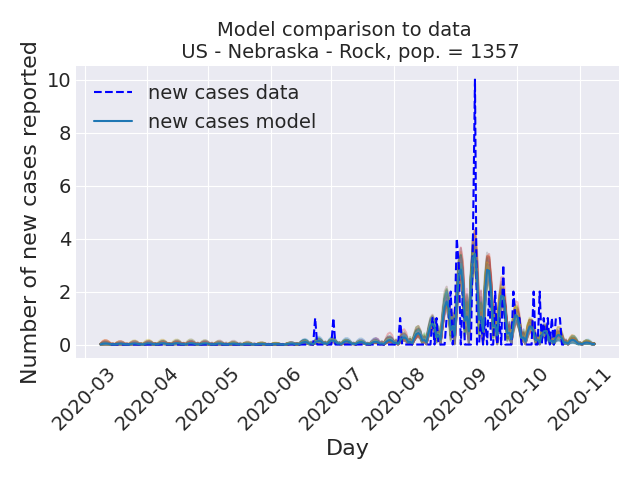 Model comparison to data
US - Nebraska - Rock, pop. = 1357
Number of new cases reported
10
8
6
4
2
0
new cases data
new cases model
2020-03
2020-04
2020-05
2020-06
2020-07
2020-08
2020-09
2020-10
2020-11
Day